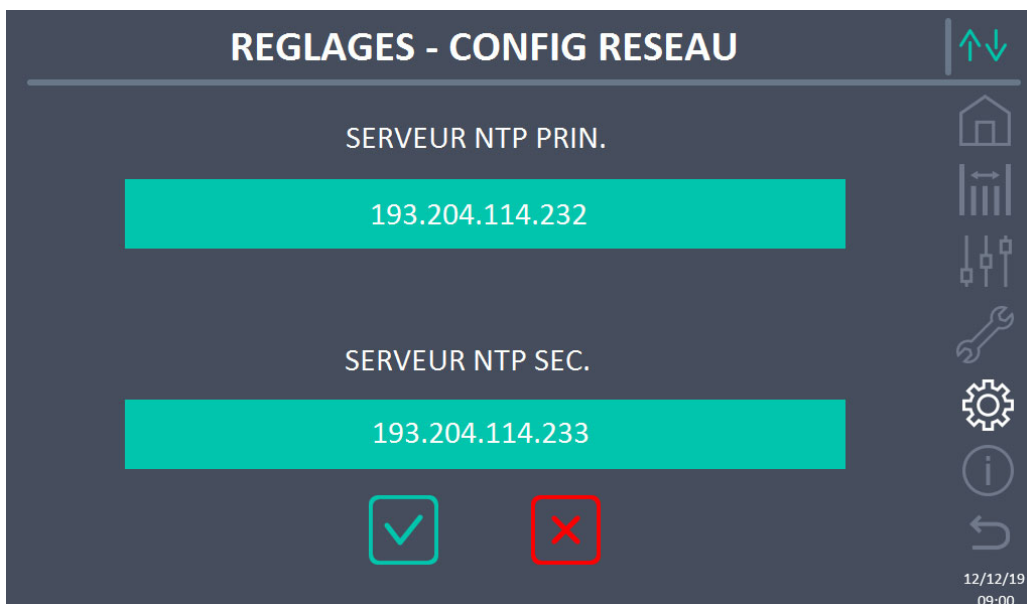 REGLAGES - CONFIG RESEAU
SERVEUR NTP PRIN.
193.204.114.232
SERVEUR NTP SEC.
193.204.114.233
12/12/19
09:00